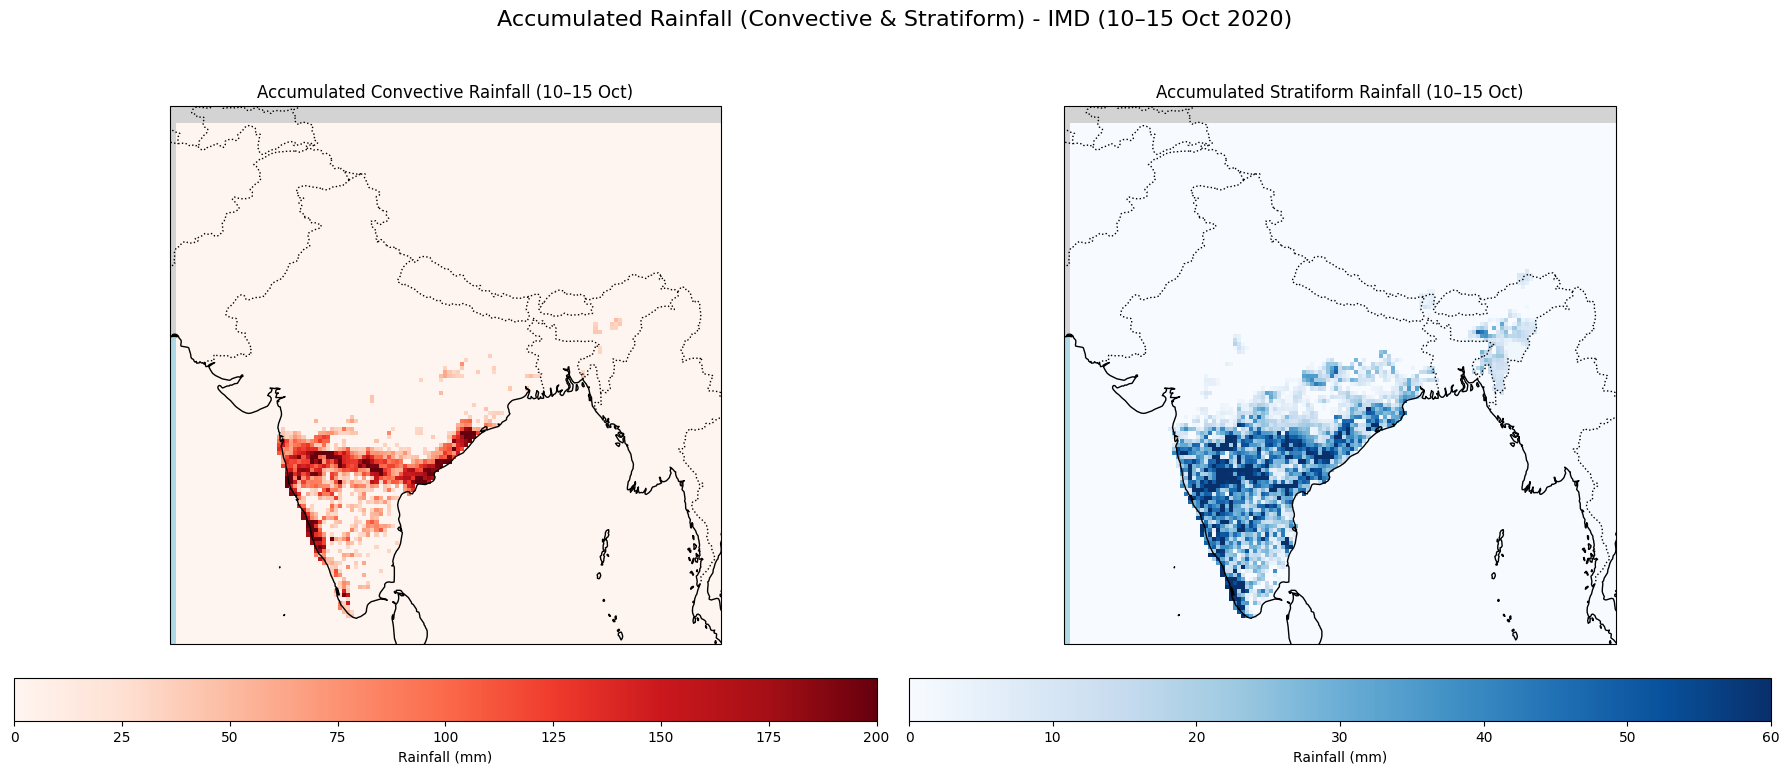 Accumulated Rainfall (Convective & Stratiform) - IMD (10–15 Oct 2020)
Accumulated Convective Rainfall (10–15 Oct)
Accumulated Stratiform Rainfall (10–15 Oct)
0 25 50 75 100 125 150 175 200
Rainfall (mm)
0 10 20 30 40 50 60
Rainfall (mm)